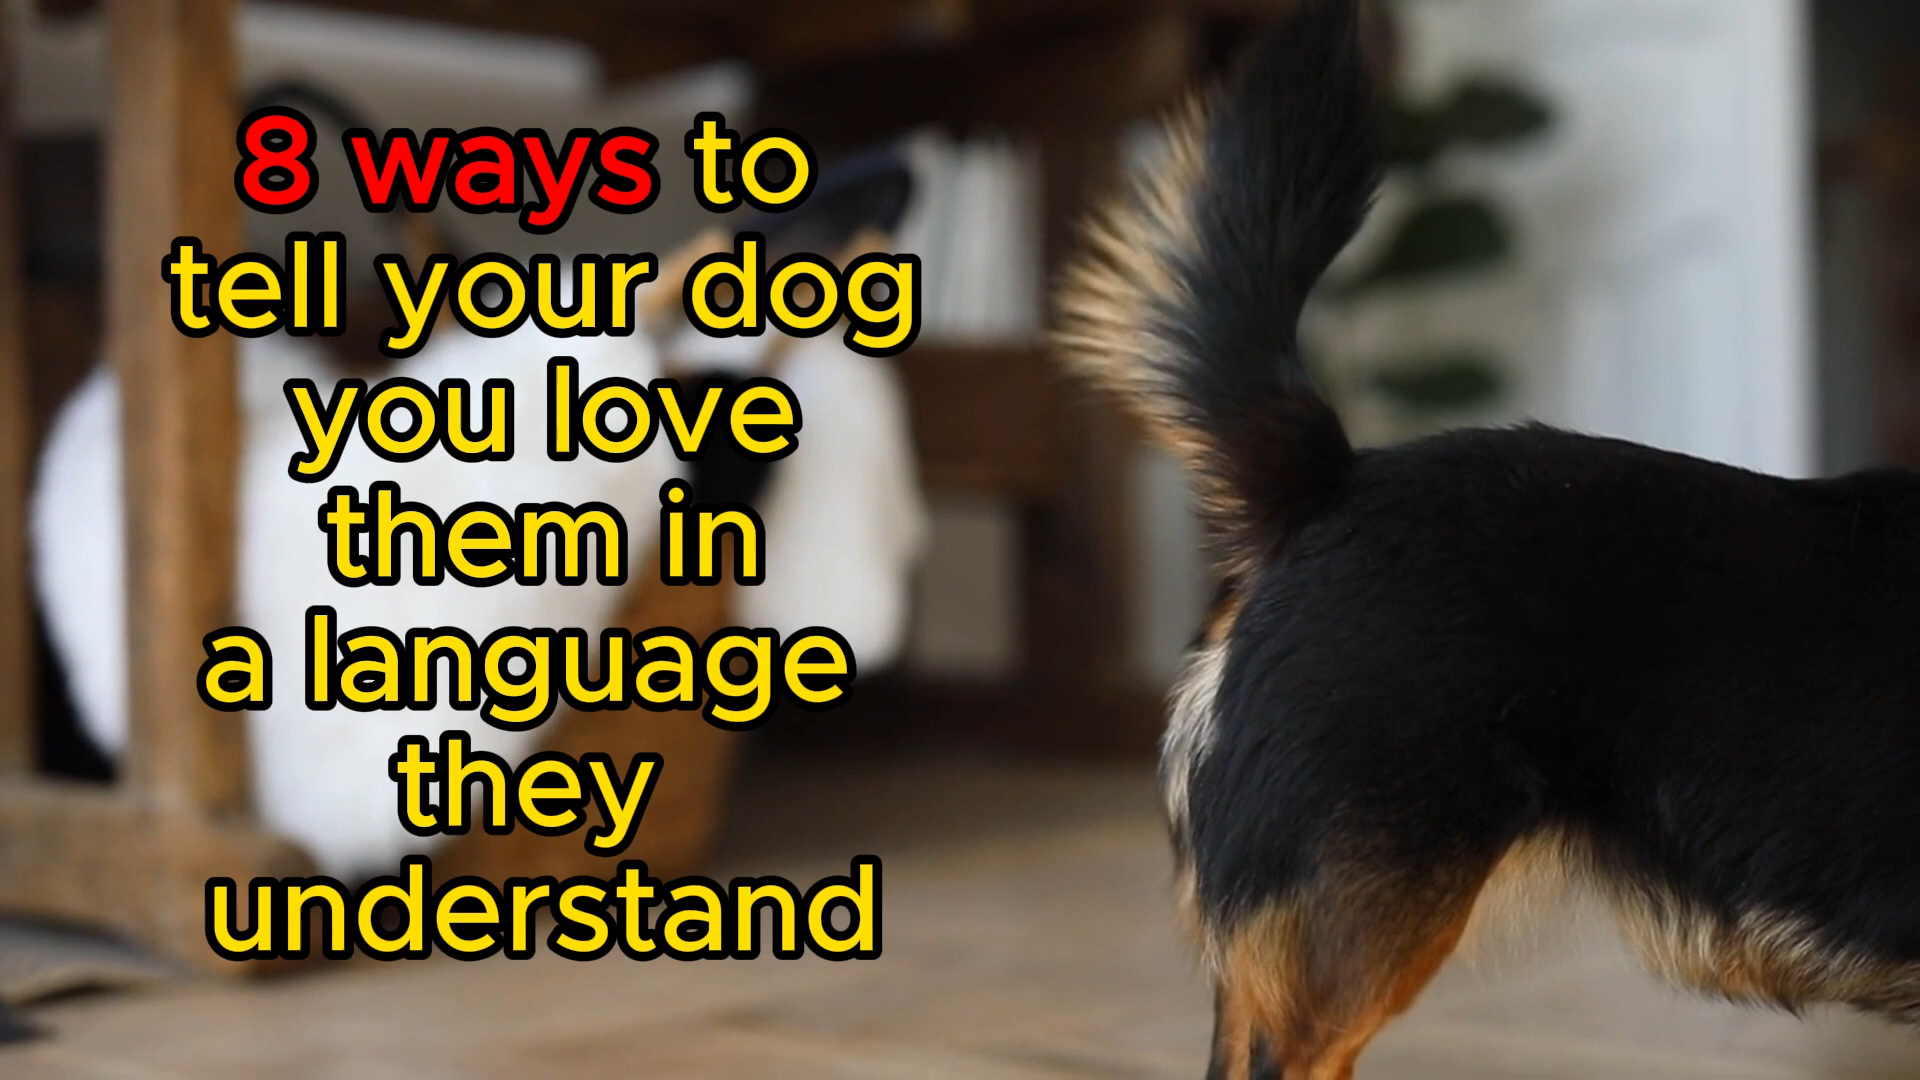 8 ways to
tell your dog
you love
them in
a language
they
understand